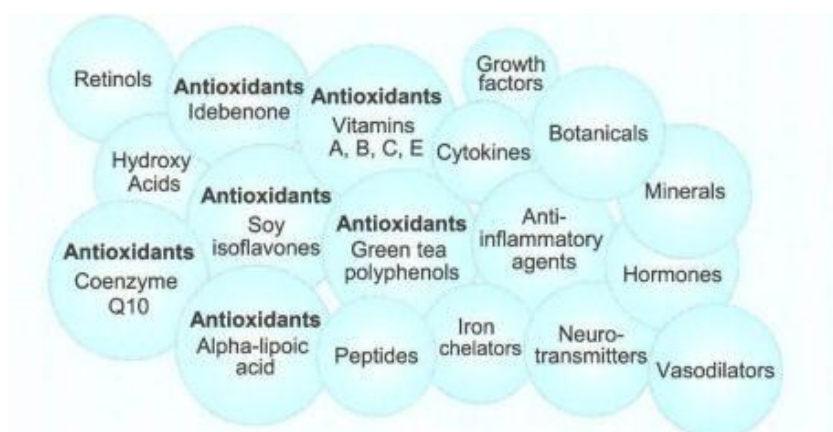 Retinols
Antioxidants
Idebenone
Antioxidants
Vitamins
A, B, C, E
Growth
factors
Cytokines
Botanicals
Minerals
Hydroxy
Acids
Antioxidants
Soy
isoflavones
Antioxidants
Green tea
polyphenols
Anti-
inflammatory
agents
Hormones
Antioxidants
Coenzyme
Q10
Antioxidants
Alpha-lipoic
acid
Peptides
Iron
chelators
Neuro-
transmitters
Vasodilators